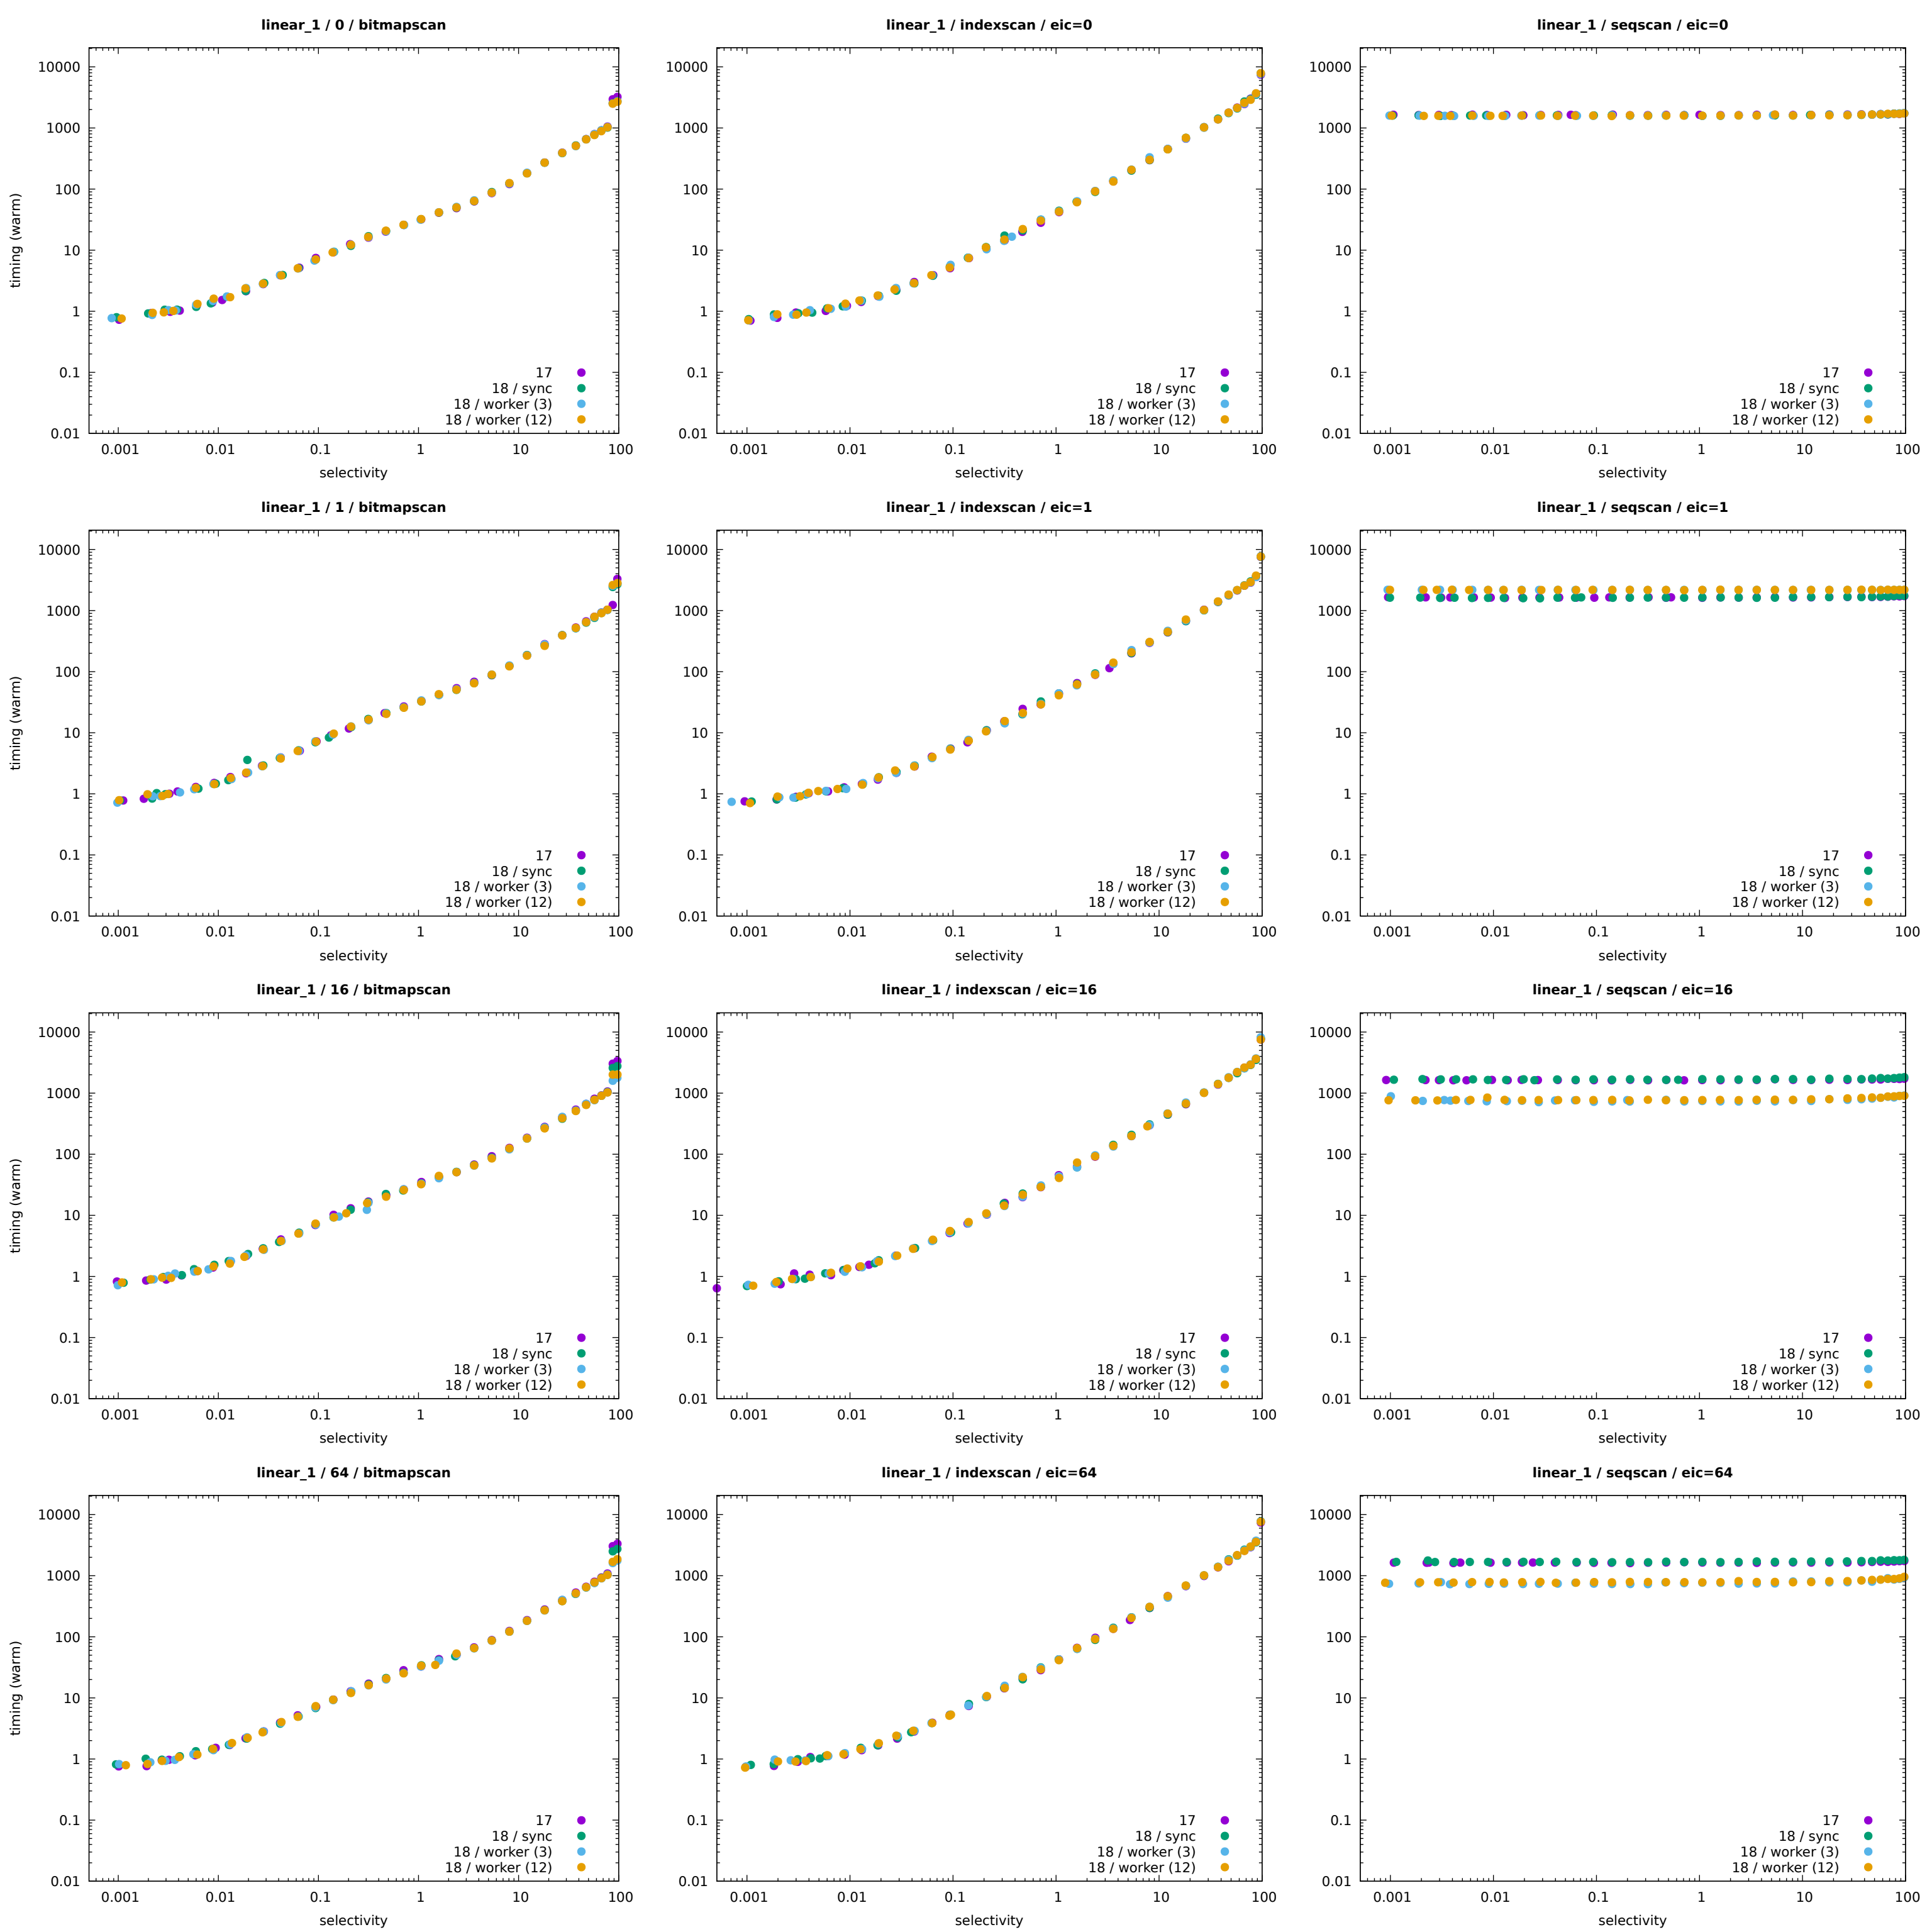 linear_1 / 0 / bitmapscan
timing (warm)
10000
1000
100
10
1
0.1
0.01
17
18 / sync
18 / worker (3)
18 / worker (12)
0.001 0.01 0.1 1 10 100
selectivity
linear_1 / indexscan / eic=0
10000
1000
100
10
1
0.1
0.01
17
18 / sync
18 / worker (3)
18 / worker (12)
0.001 0.01 0.1 1 10 100
selectivity
linear_1 / seqscan / eic=0
10000
1000
100
10
1
0.1
0.01
17
18 / sync
18 / worker (3)
18 / worker (12)
0.001 0.01 0.1 1 10 100
selectivity
linear_1 / 1 / bitmapscan
timing (warm)
10000
1000
100
10
1
0.1
0.01
17
18 / sync
18 / worker (3)
18 / worker (12)
0.001 0.01 0.1 1 10 100
selectivity
linear_1 / indexscan / eic=1
10000
1000
100
10
1
0.1
0.01
17
18 / sync
18 / worker (3)
18 / worker (12)
0.001 0.01 0.1 1 10 100
selectivity
linear_1 / seqscan / eic=1
10000
1000
100
10
1
0.1
0.01
17
18 / sync
18 / worker (3)
18 / worker (12)
0.001 0.01 0.1 1 10 100
selectivity
linear_1 / 16 / bitmapscan
timing (warm)
10000
1000
100
10
1
0.1
0.01
17
18 / sync
18 / worker (3)
18 / worker (12)
0.001 0.01 0.1 1 10 100
selectivity
linear_1 / indexscan / eic=16
10000
1000
100
10
1
0.1
0.01
17
18 / sync
18 / worker (3)
18 / worker (12)
0.001 0.01 0.1 1 10 100
selectivity
linear_1 / seqscan / eic=16
10000
1000
100
10
1
0.1
0.01
17
18 / sync
18 / worker (3)
18 / worker (12)
0.001 0.01 0.1 1 10 100
selectivity
linear_1 / 64 / bitmapscan
timing (warm)
10000
1000
100
10
1
0.1
0.01
17
18 / sync
18 / worker (3)
18 / worker (12)
0.001 0.01 0.1 1 10 100
selectivity
linear_1 / indexscan / eic=64
10000
1000
100
10
1
0.1
0.01
17
18 / sync
18 / worker (3)
18 / worker (12)
0.001 0.01 0.1 1 10 100
selectivity
linear_1 / seqscan / eic=64
10000
1000
100
10
1
0.1
0.01
17
18 / sync
18 / worker (3)
18 / worker (12)
0.001 0.01 0.1 1 10 100
selectivity